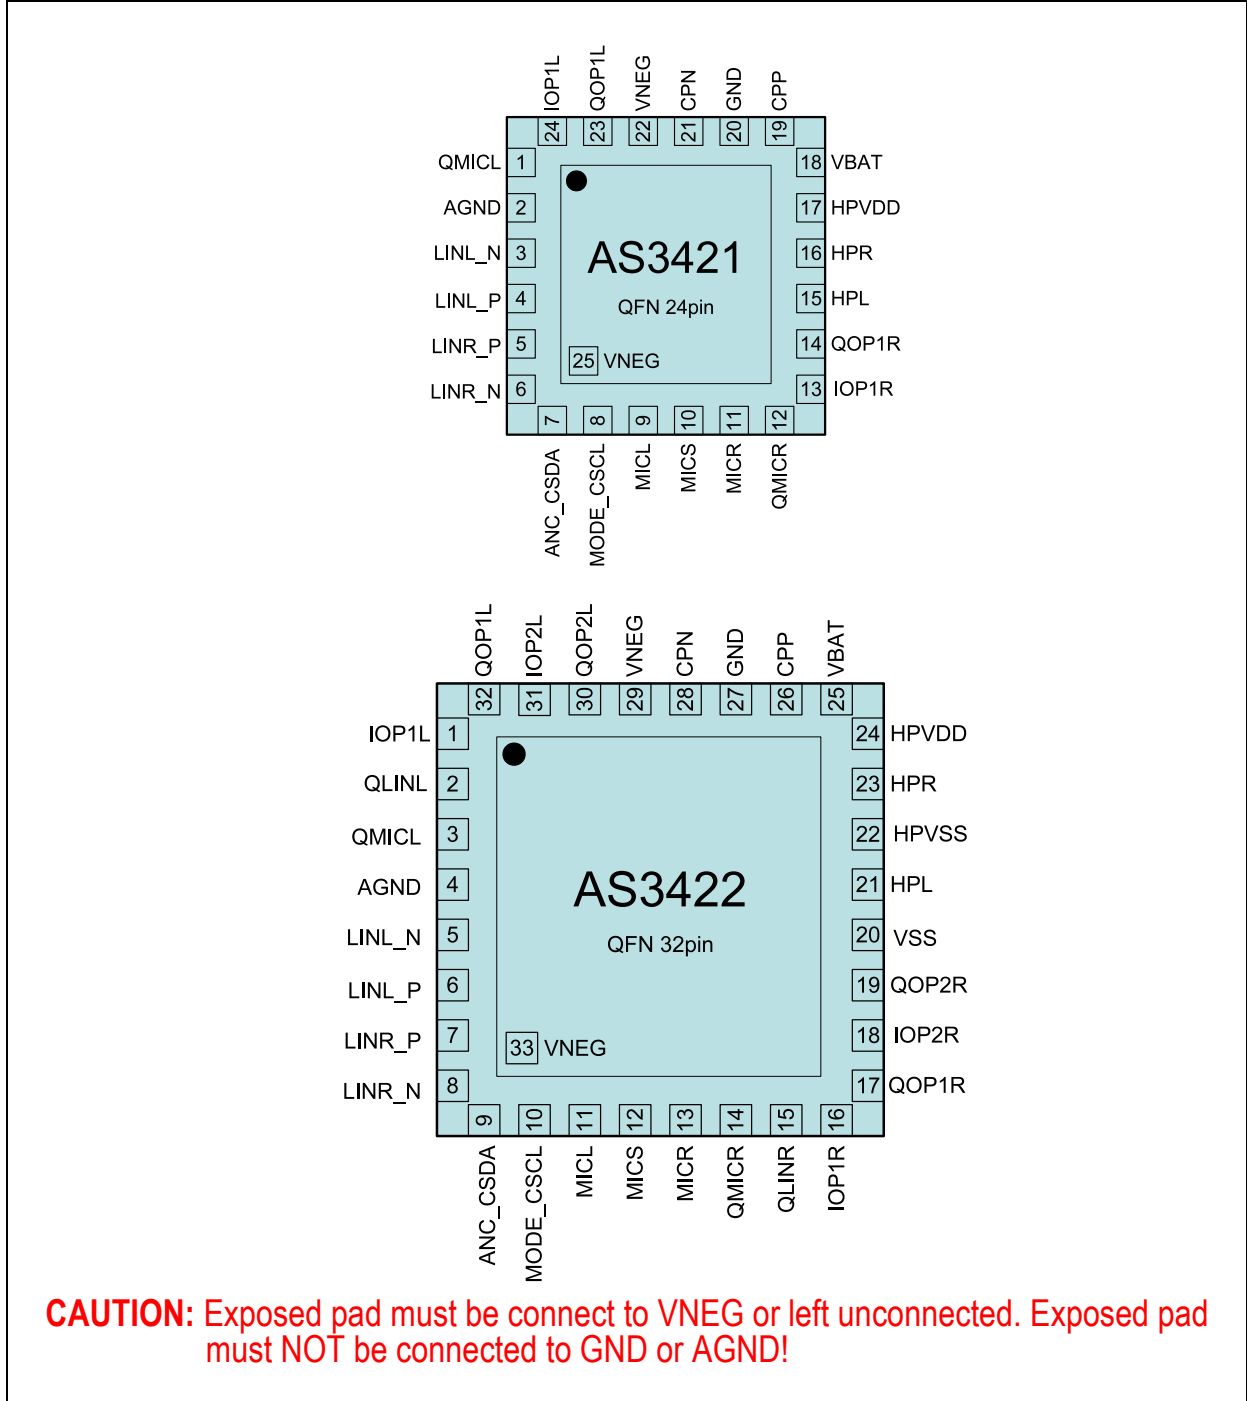 IOP1L QOP1L VNEG CPN GND CPP
24 23 22 21 20 19
QMICL 1 18 VBAT
AGND 2 17 HPVDD
LINL_N 3 16 HPR
AS3421
LINL_P 4 15 HPL
QFN 24pin
LINR_P 5 14 QOP1R
25 VNEG
LINR_N 6 13 IOP1R
7 8 9 10 11 12
ANC_CSDA MODE_CSCL MICL MICS MICR QMICR
QOP1L IOP2L QOP2L VNEG CPN GND CPP VBAT
32 31 30 29 28 27 26 25
IOP1L 1 24 HPVDD
QLINL 2 23 HPR
QMICL 3 22 HPVSS
AGND 4 21 HPL
AS3422
LINL_N 5 20 VSS
QFN 32pin
LINL_P 6 19 QOP2R
LINR_P 7 18 IOP2R
33 VNEG
LINR_N 8 17 QOP1R
9 10 11 12 13 14 15 16
ANC_CSDA MODE_CSCL MICL MICS MICR QMICR QLINR IOP1R
CAUTION: Exposed pad must be connect to VNEG or left unconnected. Exposed pad
must NOT be connected to GND or AGND!